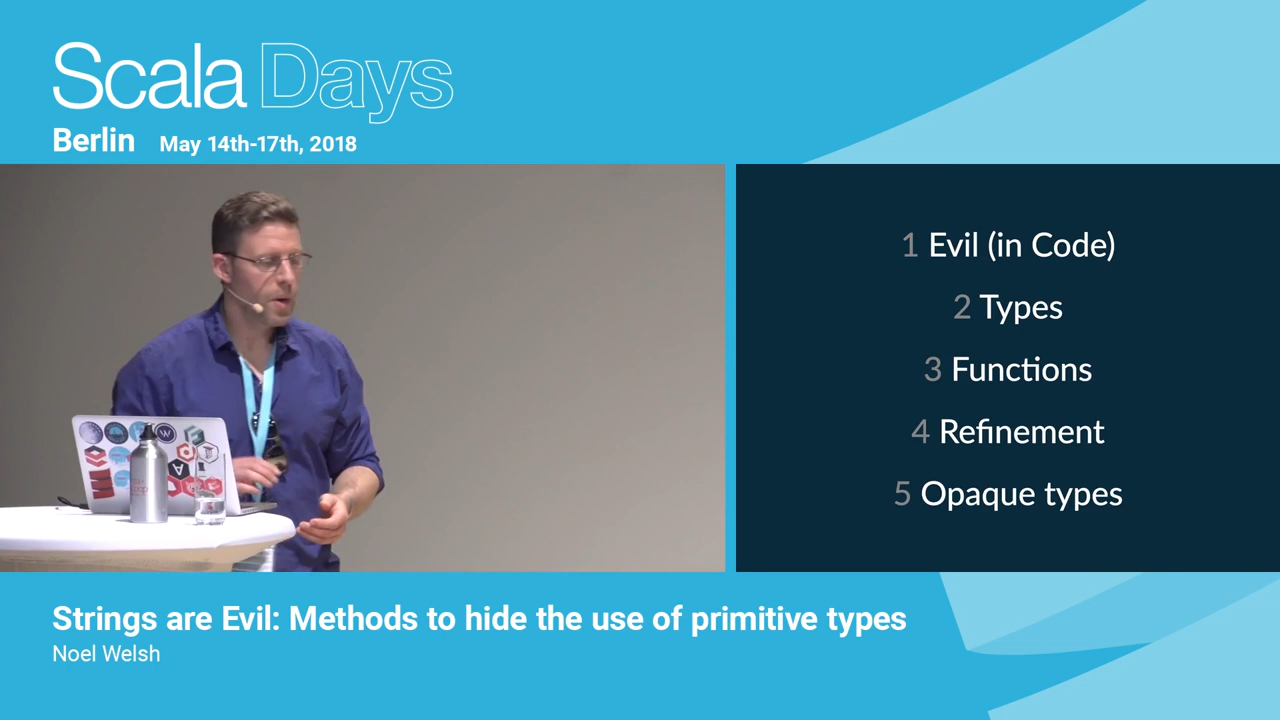 Scala Days
Berlin May 14th-17th, 2018
1 Evil (in Code)
2 Types
3 Functions
4 Refinement
5 Opaque types
Strings are Evil: Methods to hide the use of primitive types
Noel Welsh